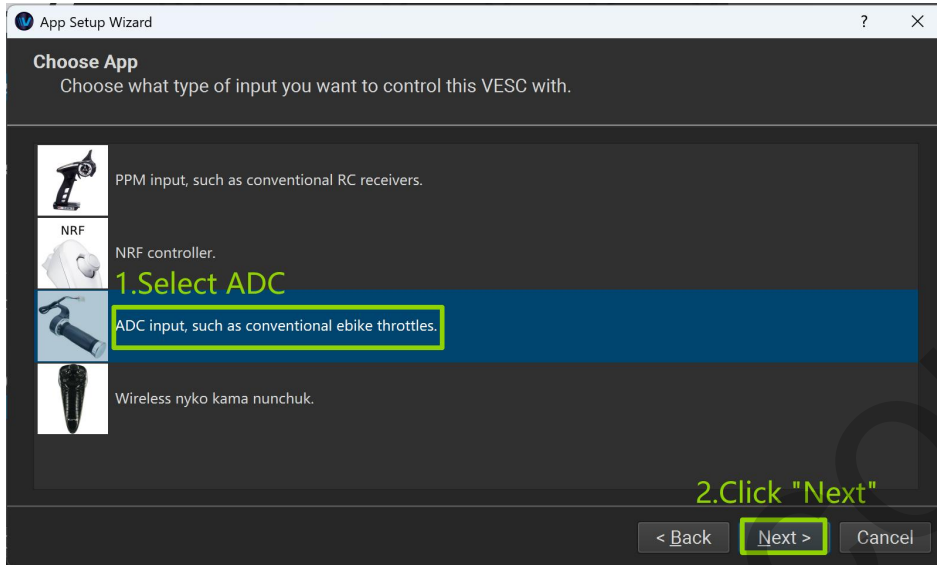 App Setup Wizard
? ×
Choose App
Choose what type of input you want to control this VESC with.
PPM input, such as conventional RC receivers.
NRF
NRF controller.
1.Select ADC
ADC input, such as conventional ebike throttles.
Wireless nyko kama nunchuk.
2.Click "Next"
< Back Next > Cancel